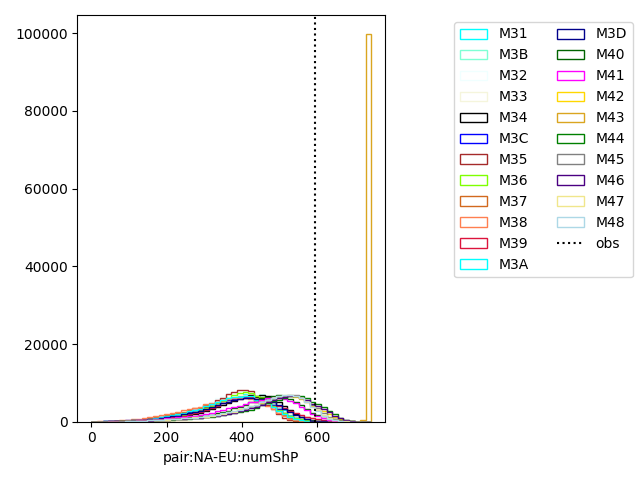 100000
80000
60000
40000
20000
0
0 200 400 600
pair:NA-EU:numShP
M31 M3D
M3B M40
M32 M41
M33 M42
M34 M43
M3C M44
M35 M45
M36 M46
M37 M47
M38 M48
M39 obs
M3A